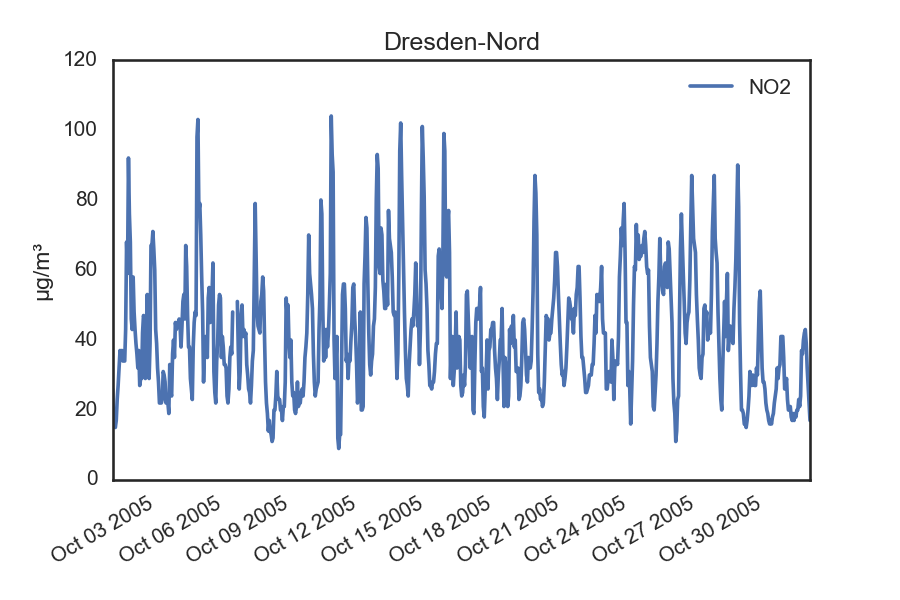 Dresden-Nord
NO2
µg/m³
120
100
80
60
40
20
0
Oct 03 2005
Oct 06 2005
Oct 09 2005
Oct 12 2005
Oct 15 2005
Oct 18 2005
Oct 21 2005
Oct 24 2005
Oct 27 2005
Oct 30 2005